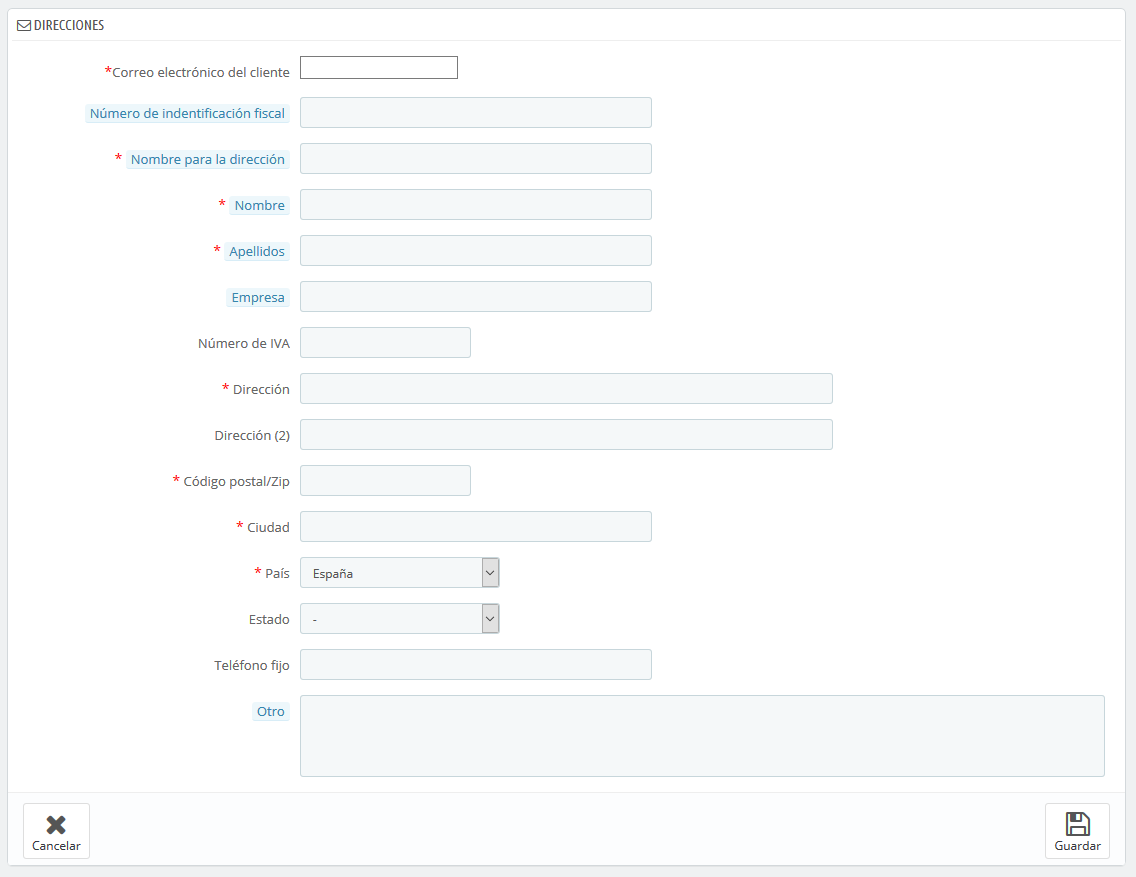 DIRECCIONES
*Correo electrónico del cliente
Número de indentificación fiscal
* Nombre para la dirección
* Nombre
* Apellidos
Empresa
Número de IVA
* Dirección
Dirección (2)
* Código postal/Zip
* Ciudad
* País España
Estado -
Teléfono fijo
Otro
Cancelar Guardar